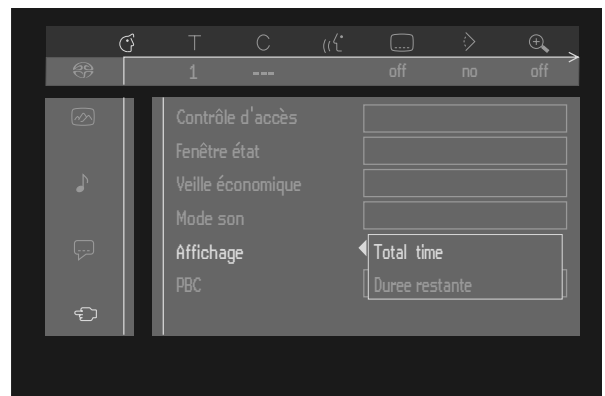 T C
1 --- off no off
Contrôle d'accès
Fenêtre état
Veille économique
Mode son
Affichage Total time
PBC Duree restante